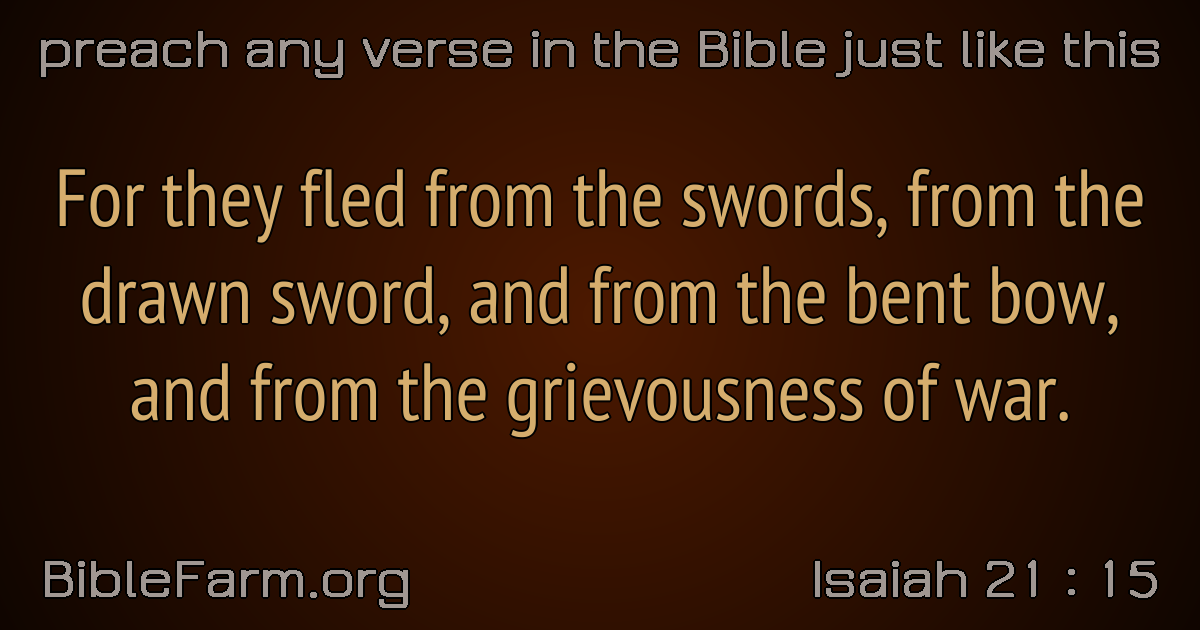 preach any verse in the Bible just like this
For they fled from the swords, from the
drawn sword, and from the bent bow,
and from the grievousness of war.
BibleFarm.org
Isaiah 21 : 15